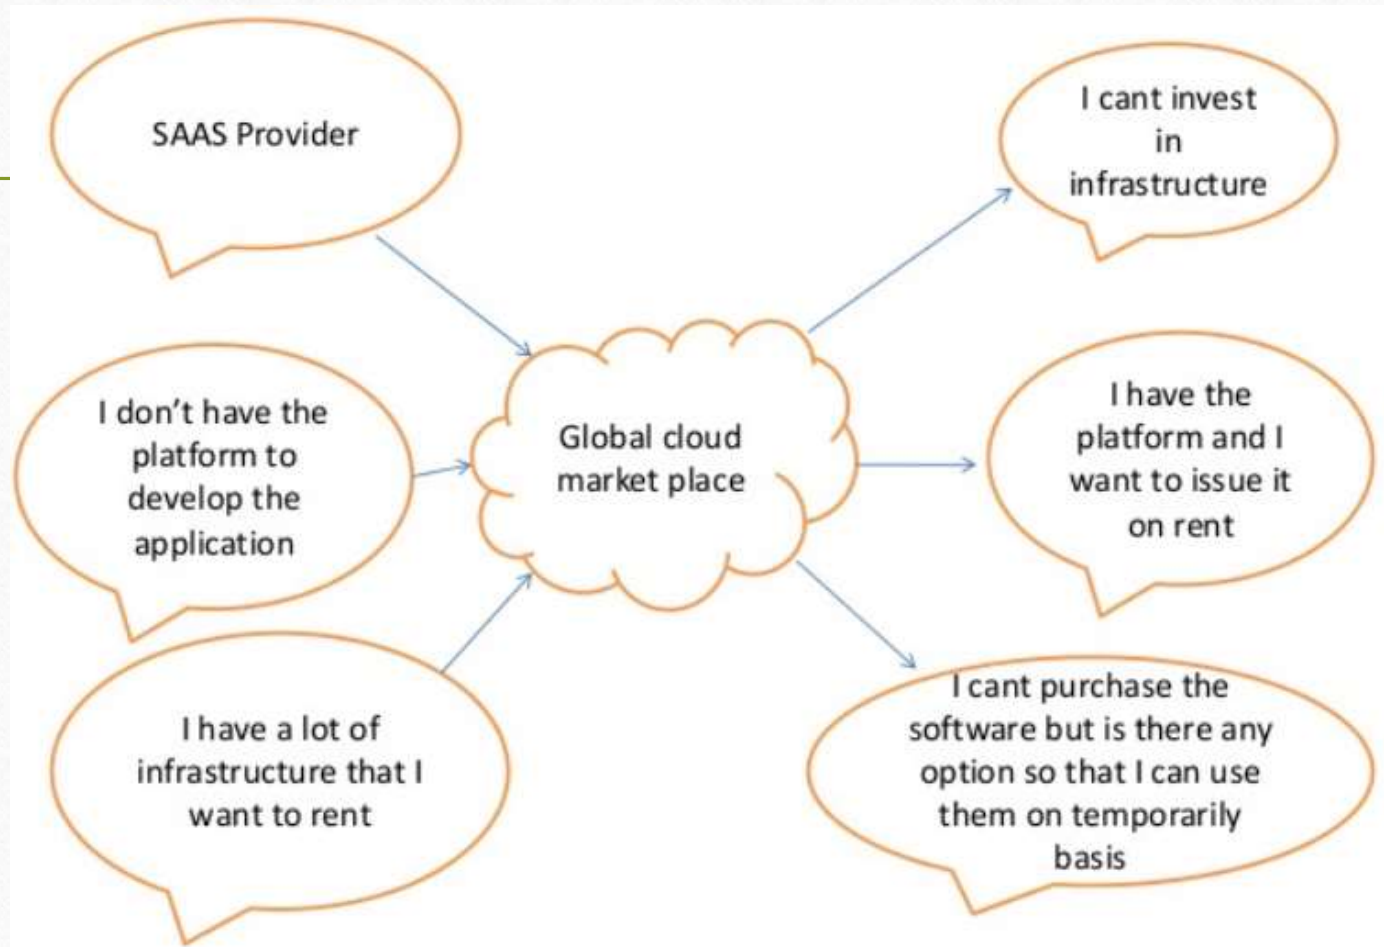 SAAS Provider
I don't have the
platform to
develop the
application
I have a lot of
infrastructure that I
want to rent
Global cloud
market place
I cant invest
in
infrastructure
I have the
platform and I
want to issue it
on rent
I cant purchase the
software but is there any
option so that I can use
them on temporarily
basis